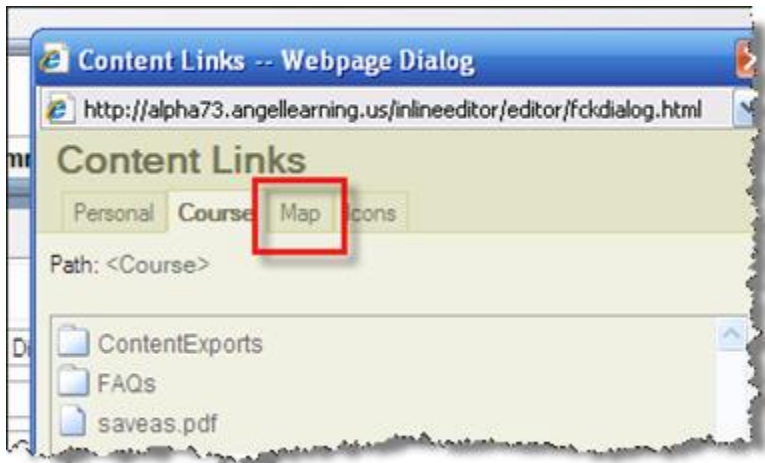 Content Links -- Webpage Dialog
http://alpha73.angellearning.us/inlineeditor/editor/fckdialog.html
Content Links
Personal Course Map Icons
Path: <Course>
ContentExports
FAQs
saveas.pdf